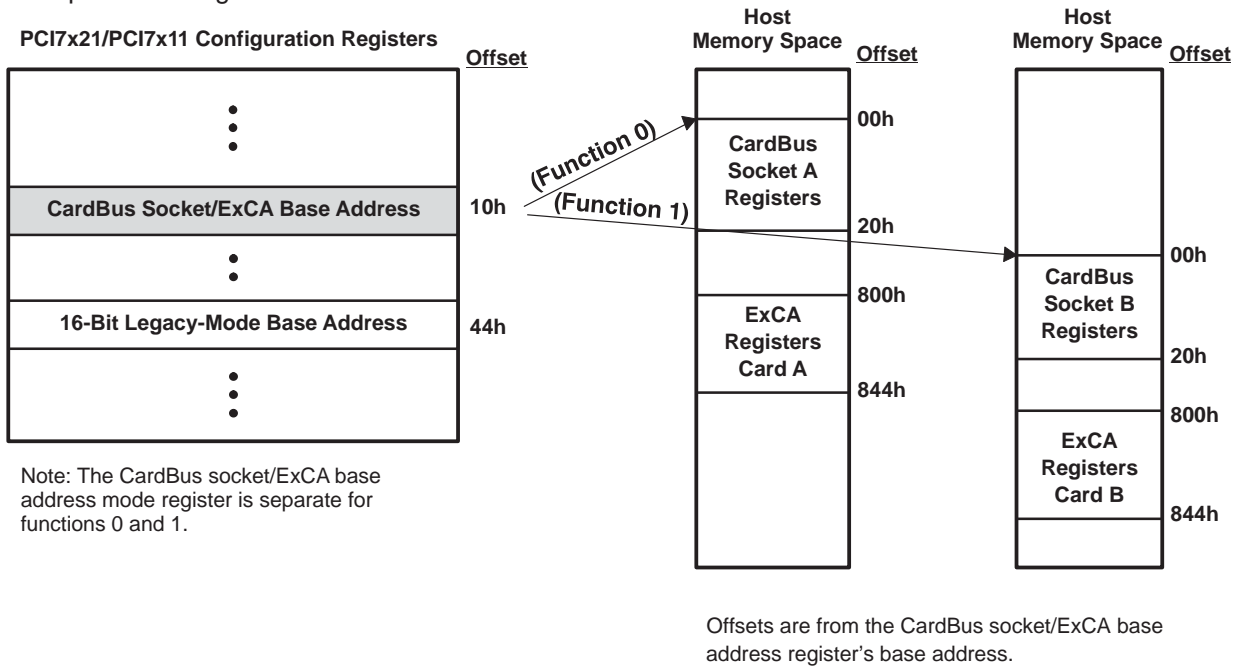 PCI7x21/PCI7x11 Configuration Registers
Offset
CardBus Socket/ExCA Base Address
10h
16-Bit Legacy-Mode Base Address
44h
Note: The CardBus socket/ExCA base
address mode register is separate for
functions 0 and 1.
(Function 0)
(Function 1)
Host
Memory Space
Offset
00h
CardBus
Socket A
Registers
20h
800h
ExCA
Registers
Card A
844h
Host
Memory Space
Offset
00h
CardBus
Socket B
Registers
20h
800h
ExCA
Registers
Card B
844h
Offsets are from the CardBus socket/ExCA base
address register's base address.